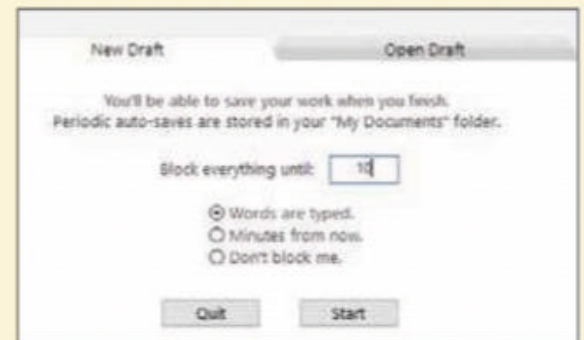 New Draft Open Draft
You'll be able to save your work when you finish.
Periodic auto-saves are stored in your "My Documents" folder.
Block everything until: 10
Words are typed.
Minutes from now.
Don't block me.
Quit Start